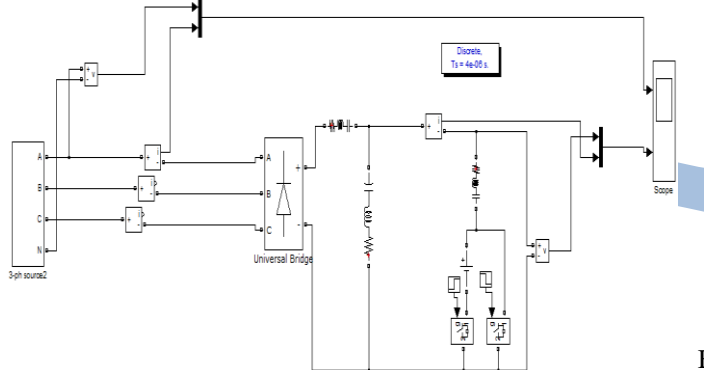 Discrete,
Ts = 4e-06 s.
+ v
-
A
B
C
N
3-ph source2
+ i
-
+ i
-
+ i
-
A
B
C
+
-
Universal Bridge
+ i
-
+ v
-
+
Scope